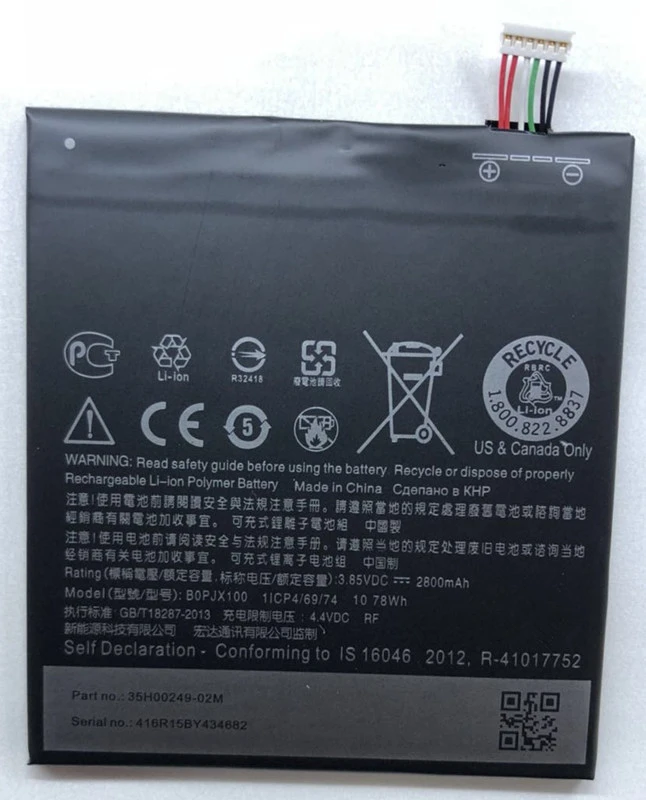 + −
PCT
Li-ion
R32418
廢電池請回收
RECYCLE
RBRC
Li-ion
TM
1.800.822.8837
US & Canada Only
CE
5
WARNING: Read safety guide before using the battery. Recycle or dispose of properly
Rechargeable Li-ion Polymer Battery Made in China Сделано в КНР
注意!使用電池前請閱讀安全與法規注意手冊。請遵照當地的規定處理廢舊電池或諮詢當地
經銷商有關電池加收事宜。 可充式鋰離子電池組 中國製
注意!使用电池前请阅读安全与法规注意手册。请遵照当地的规定处理废旧电池或咨询当地
经销商有关电池加收事宜。 可充式锂离子电池组 中国制
Rating (標稱電壓/額定容量, 标称电压/额定容量): 3.85VDC 2800mAh
Model (型號/型号): B0PJX100 1ICP4/69/74 10 78Wh
执行标准: GB/T18287-2013 充电限制电压: 4.4VDC RF
新能源科技有限公司 宏达通讯有限公司监制
Self Declaration - Conforming to IS 16046 2012, R-41017752
Part no.: 35H00249-02M
Serial no.: 416R15BY434682